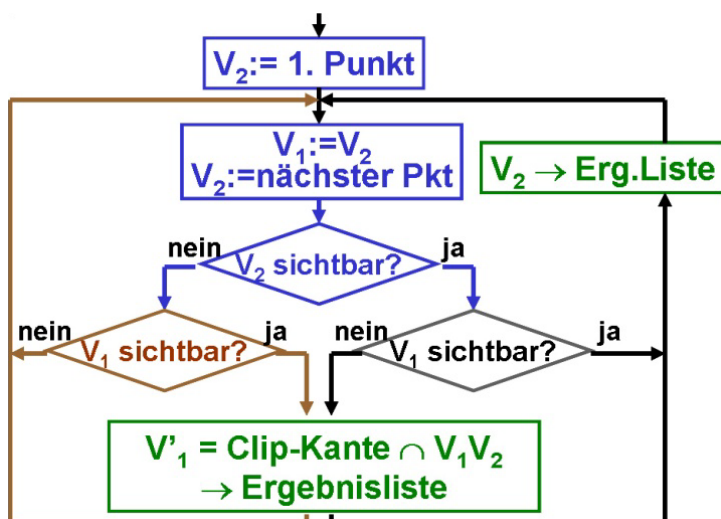 V₂:= 1. Punkt
V₁:=V₂
V₂:=nächster Pkt
V₂ → Erg.Liste
nein
V₂ sichtbar?
ja
nein
V₁ sichtbar?
ja
nein
V₁ sichtbar?
ja
V'₁ = Clip-Kante ∩ V₁V₂
→ Ergebnisliste